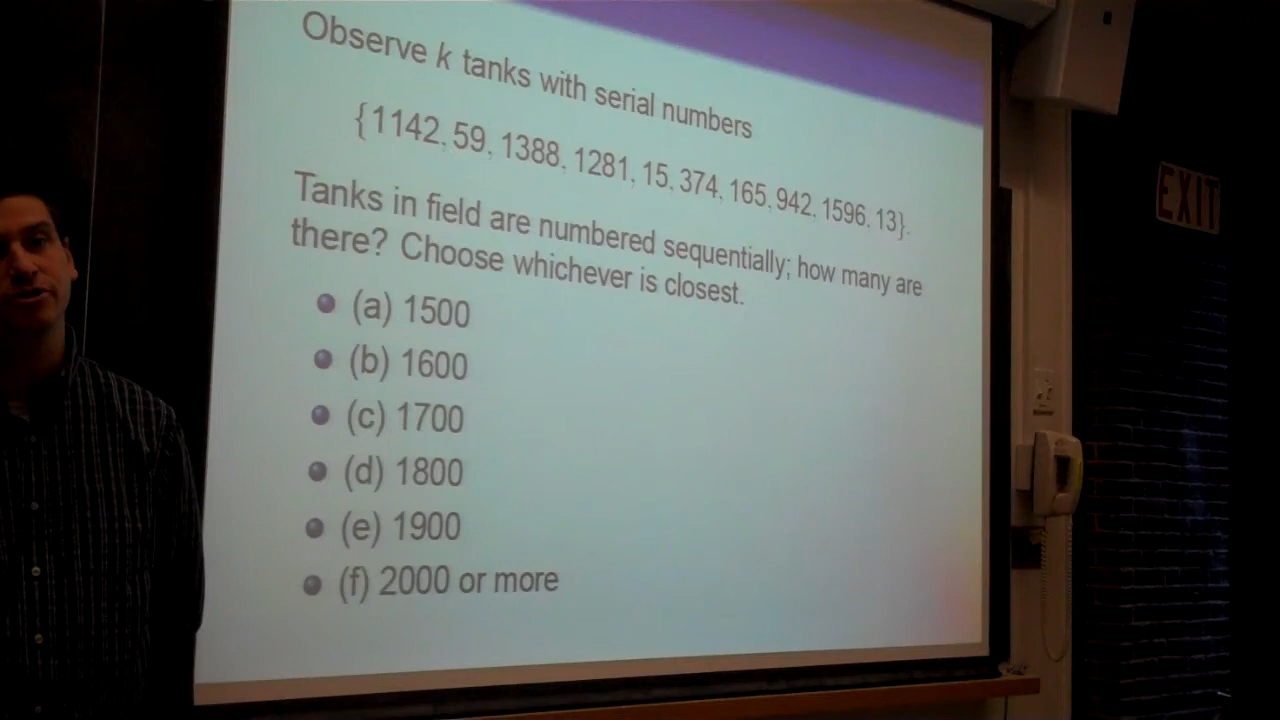 Observe k tanks with serial numbers
{1142, 59, 1388, 1281, 15, 374, 165, 942, 1596, 13}.
Tanks in field are numbered sequentially; how many are
there? Choose whichever is closest.
(a) 1500
(b) 1600
(c) 1700
(d) 1800
(e) 1900
(f) 2000 or more
EXIT